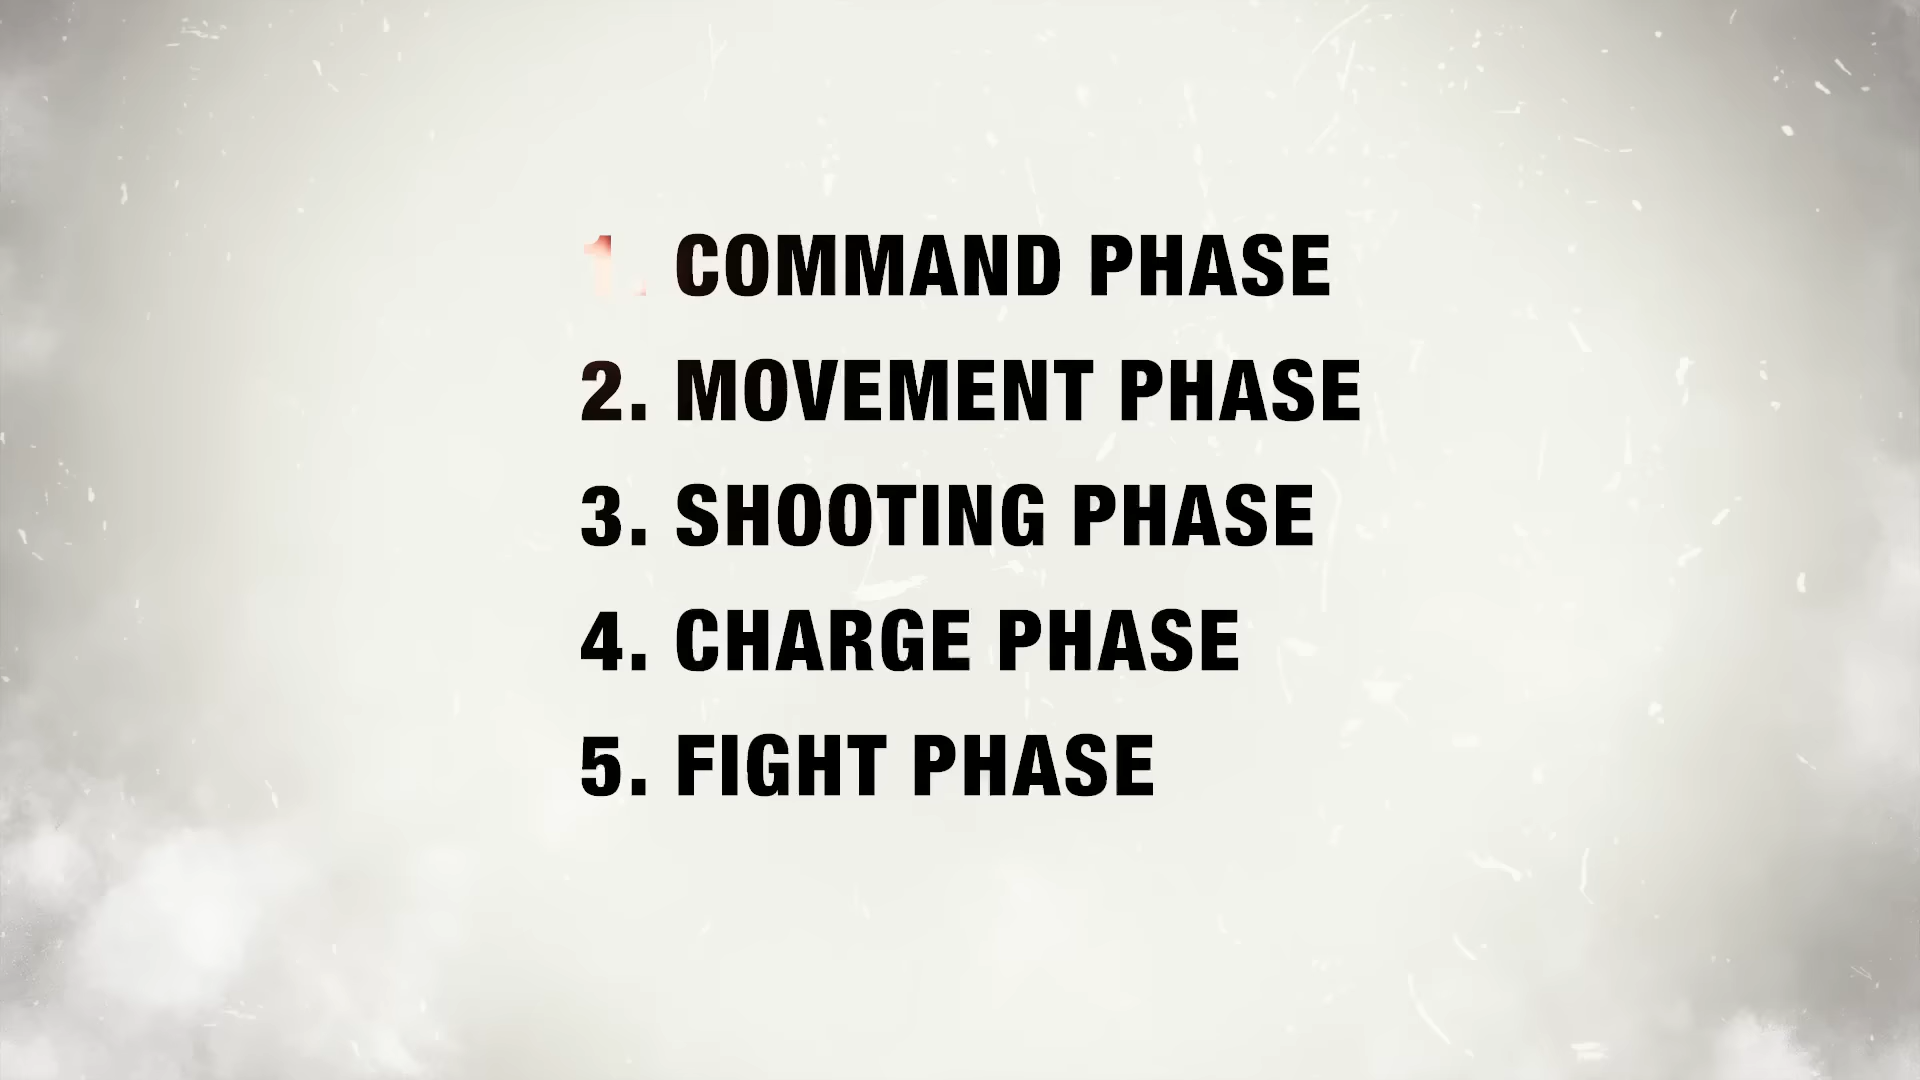 1. COMMAND PHASE
2. MOVEMENT PHASE
3. SHOOTING PHASE
4. CHARGE PHASE
5. FIGHT PHASE